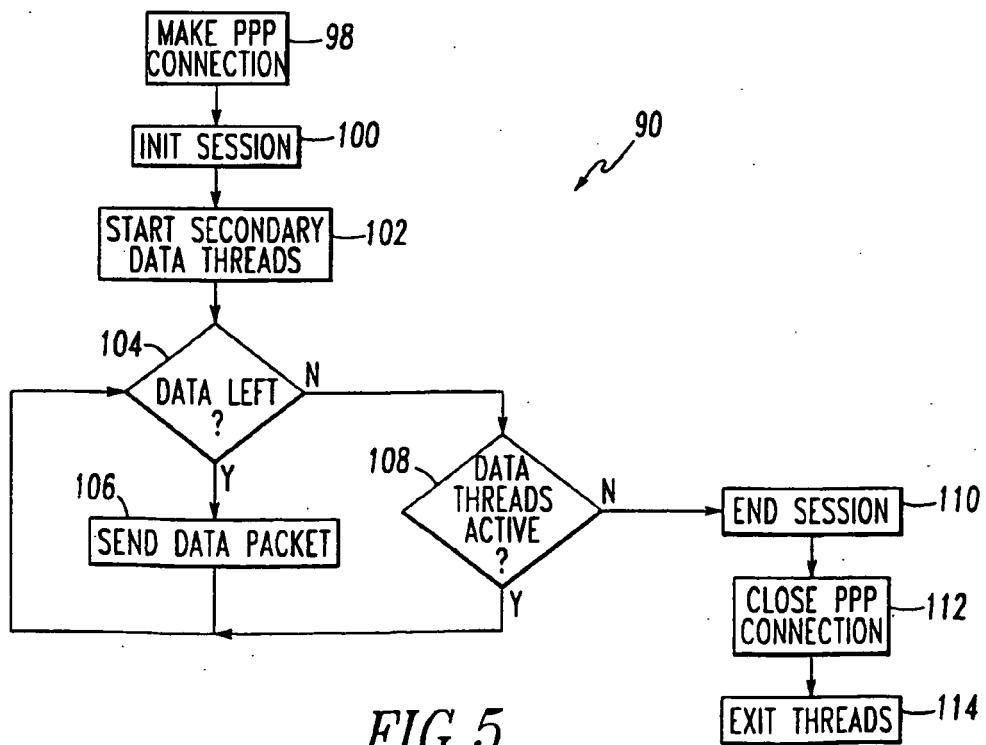 MAKE PPP
CONNECTION
98
INIT SESSION
100
90
START SECONDARY
DATA THREADS
102
104
DATA LEFT
?
N
Y
106
SEND DATA PACKET
108
DATA
THREADS
ACTIVE
?
N
Y
END SESSION
110
CLOSE PPP
CONNECTION
112
EXIT THREADS
114
FIG.5